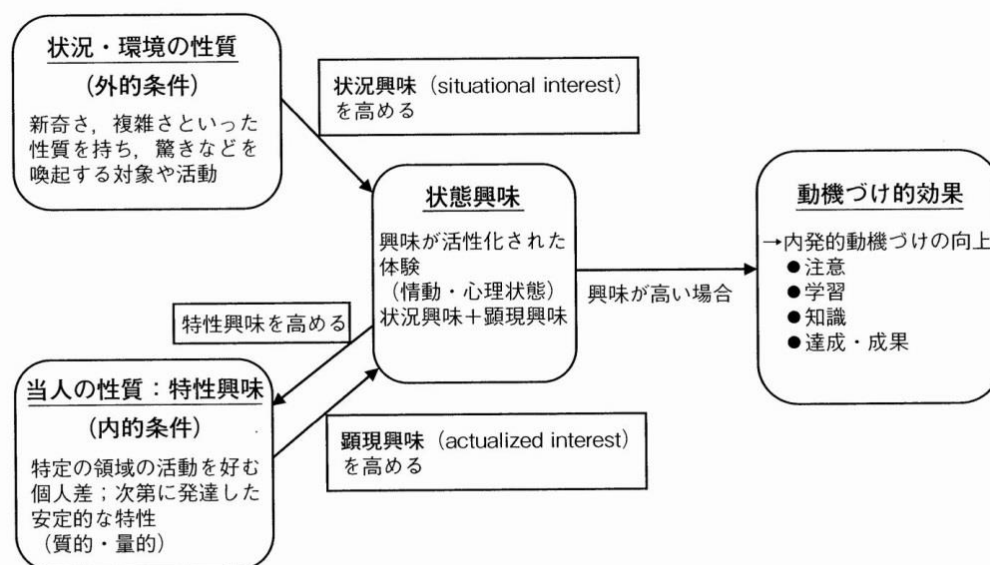 状況・環境の性質
（外的条件）
新奇さ，複雑さといった
性質を持ち，驚きなどを
喚起する対象や活動
状況興味（situational interest）
を高める
状態興味
興味が活性化された
体験
（情動・心理状態）
状況興味＋顕現興味
動機づけ的効果
→内発的動機づけの向上
●注意
●学習
●知識
●達成・成果
興味が高い場合
特性興味を高める
当人の性質：特性興味
（内的条件）
特定の領域の活動を好む
個人差；次第に発達した
安定的な特性
（質的・量的）
顕現興味（actualized interest）
を高める